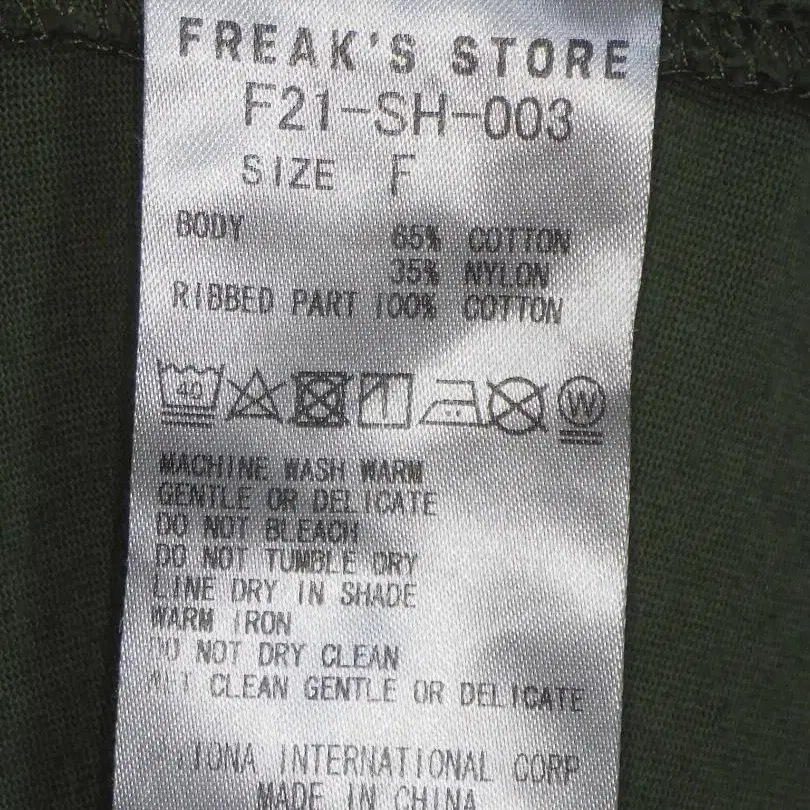 FREAK'S STORE
F21-SH-003
SIZE F
BODY 65% COTTON
35% NYLON
RIBBED PART 100% COTTON
40 W
MACHINE WASH WARM
GENTLE OR DELICATE
DO NOT BLEACH
DO NOT TUMBLE DRY
LINE DRY IN SHADE
WARM IRON
DO NOT DRY CLEAN
WET CLEAN GENTLE OR DELICATE
INTERNATIONAL CORP
MADE IN CHINA